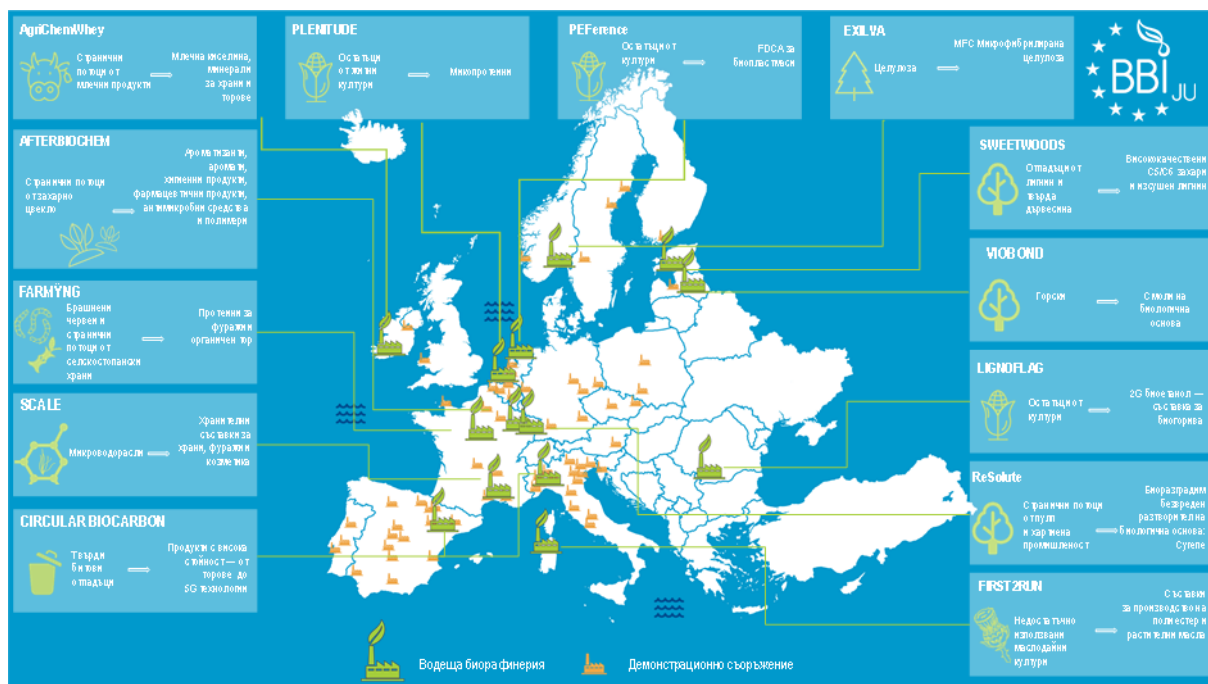 AgriChemWhey
Странични
потоци от
млечни продукти
Млечна киселина,
минерали
за храни и
торове
PLENITUDE
Остатъци
от житни
култури
Микопротеини
PEFerence
Остатъци от
култури
FDCA за
биопластмаси
EXILVA
Целулоза
MFC Микрофибрилирана
целулоза
BBI JU
AFTERBIOCHEM
Странични потоци
от захарно
цвекло
Ароматизанти,
аромати,
хигиенни продукти,
фармацевтични продукти,
антимикробни средства
и полимери
SWEETWOODS
Отпадъци от
лигнин и
твърда
дървесина
Висококачествени
C5/C6 захари
и изсушен лигнин
VIOBOND
Горски
Смоли на
биологична
основа
FARMŸNG
Брашнени
червеи и
странични
потоци от
селскостопански
храни
Протеини за
фуражи и
органичен тор
LIGNOFLAG
Остатъци от
култури
2G биоетанол —
съставка за
биогорива
SCALE
Микроводорасли
Хранителни
съставки за
храни, фуражи и
козметика
ReSolute
Странични потоци
от пулп
и хартиена
промишленост
Биоразградим
безвреден
разтворител на
биологична основа:
Cyrene
CIRCULAR BIOCARBON
Твърди
битови
отпадъци
Продукти с висока
стойност — от
торове до
5G технологии
FIRST2RUN
Недостатъчно
използвани
маслодайни
култури
Съставки
за производство на
полиестер и
растителни масла
Водеща биорафинерия
Демонстрационно съоръжение